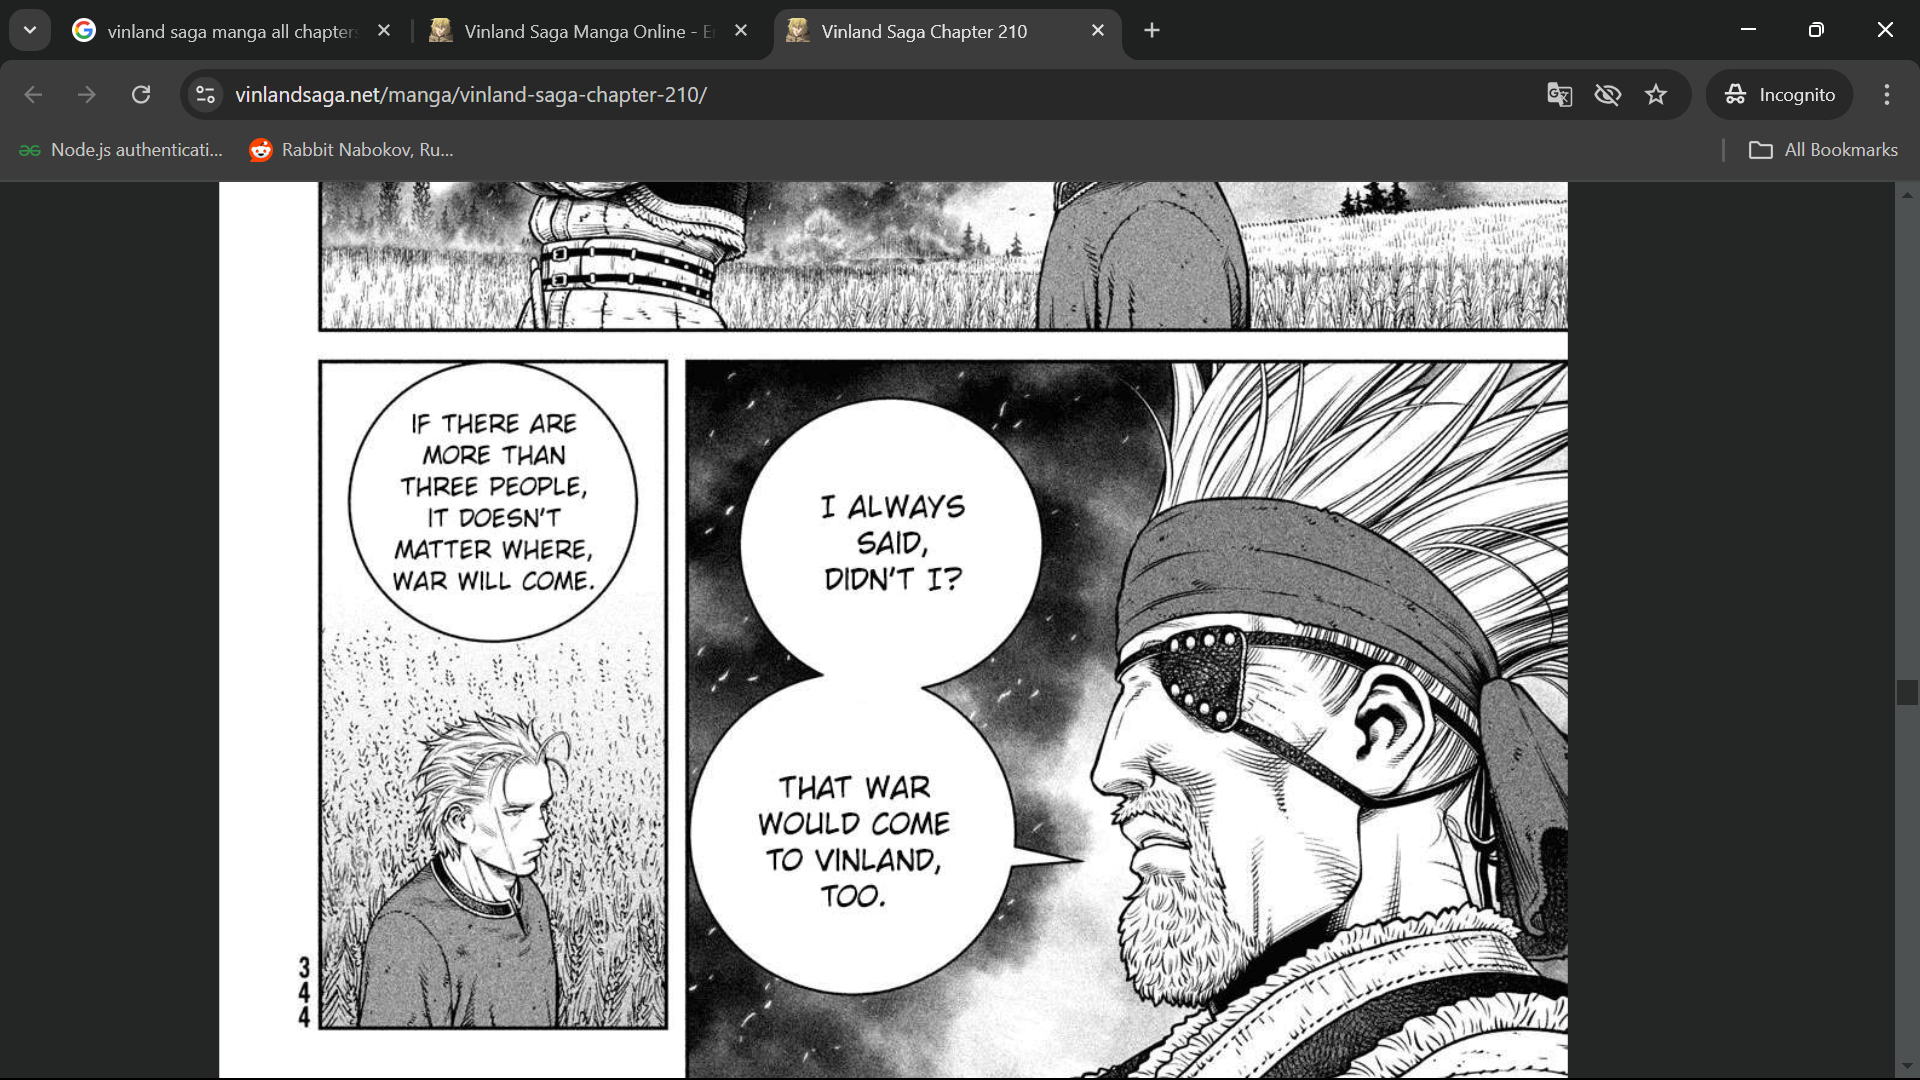 vinland saga manga all chapters
Vinland Saga Manga Online - E
Vinland Saga Chapter 210
vinlandsaga.net/manga/vinland-saga-chapter-210/
Incognito
Node.js authenticati...
Rabbit Nabokov, Ru...
All Bookmarks
I ALWAYS
SAID,
DIDN'T I?
THAT WAR
WOULD COME
TO VINLAND,
TOO.
IF THERE ARE
MORE THAN
THREE PEOPLE,
IT DOESN'T
MATTER WHERE,
WAR WILL COME.
344